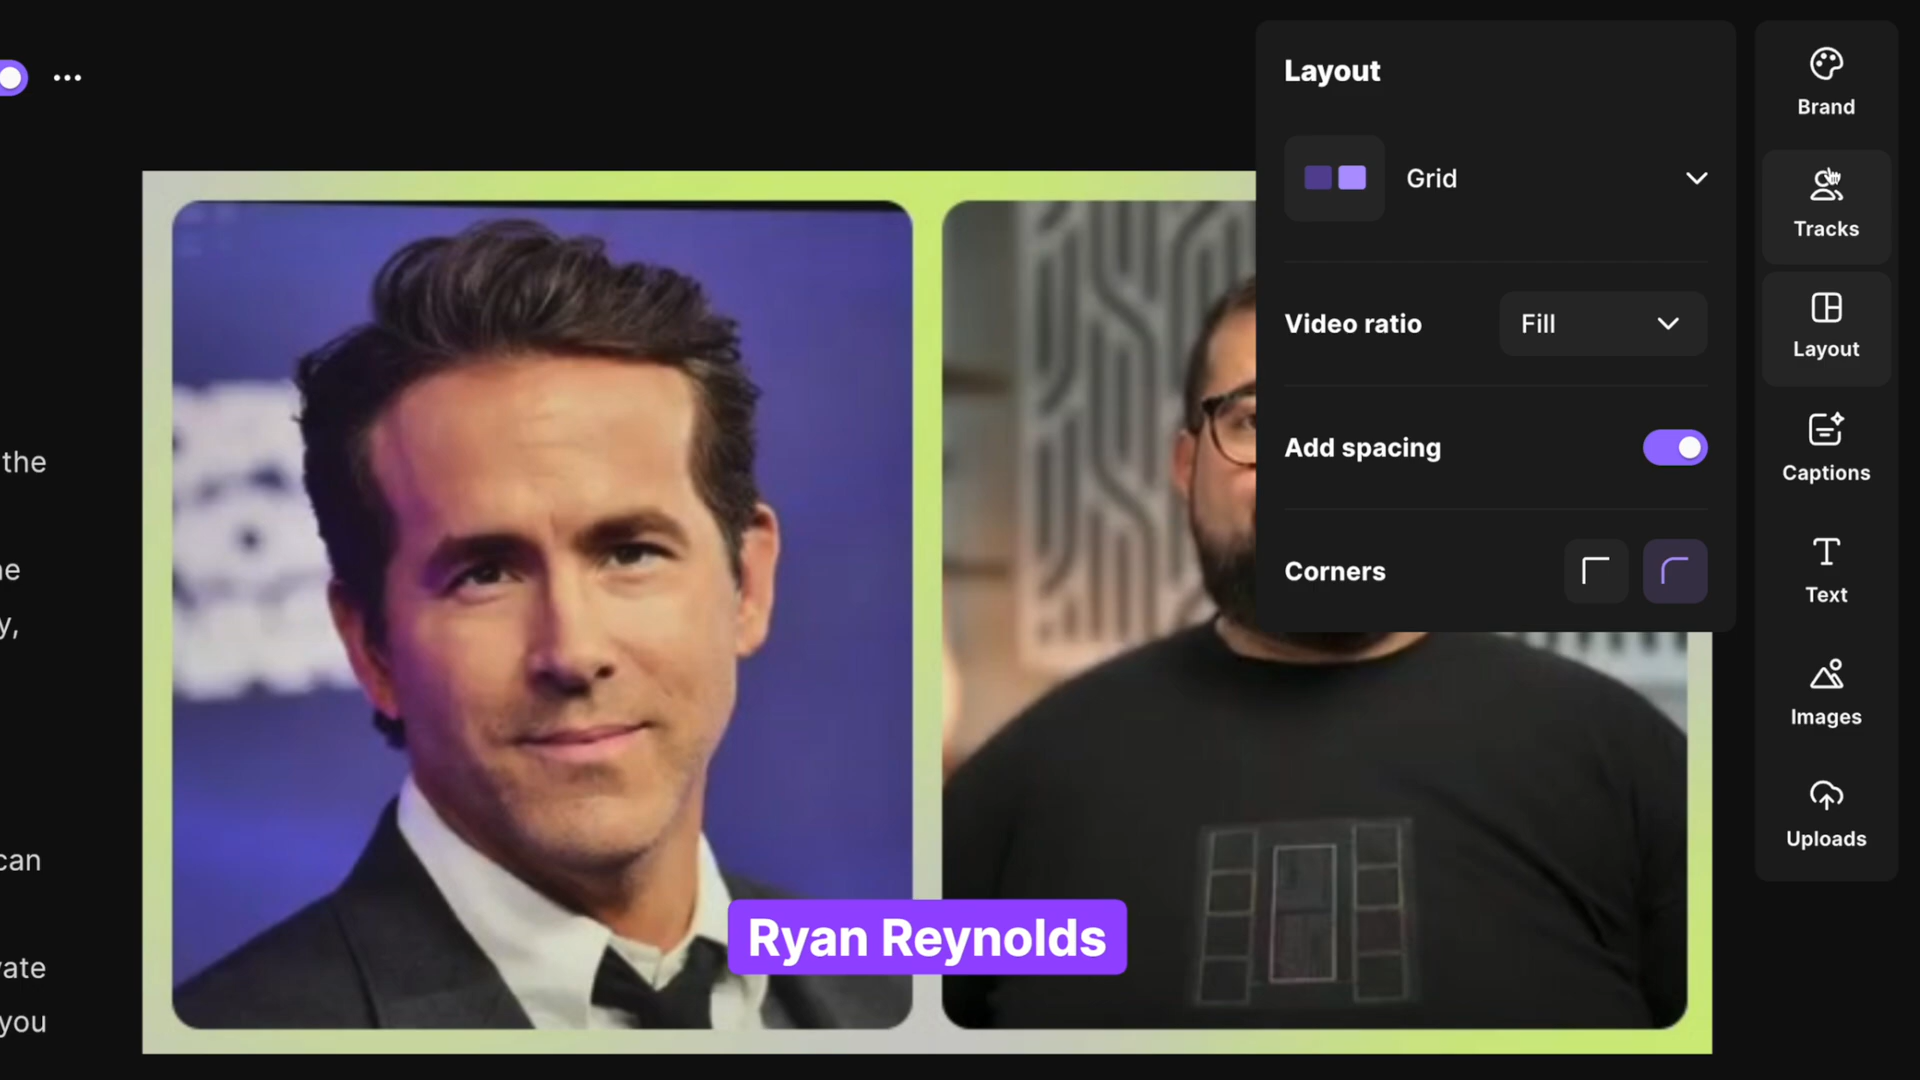 Layout
Grid
Video ratio
Fill
Add spacing
Corners
Brand
Tracks
Layout
Captions
Text
Images
Uploads
the
y,
can
you
Ryan Reynolds